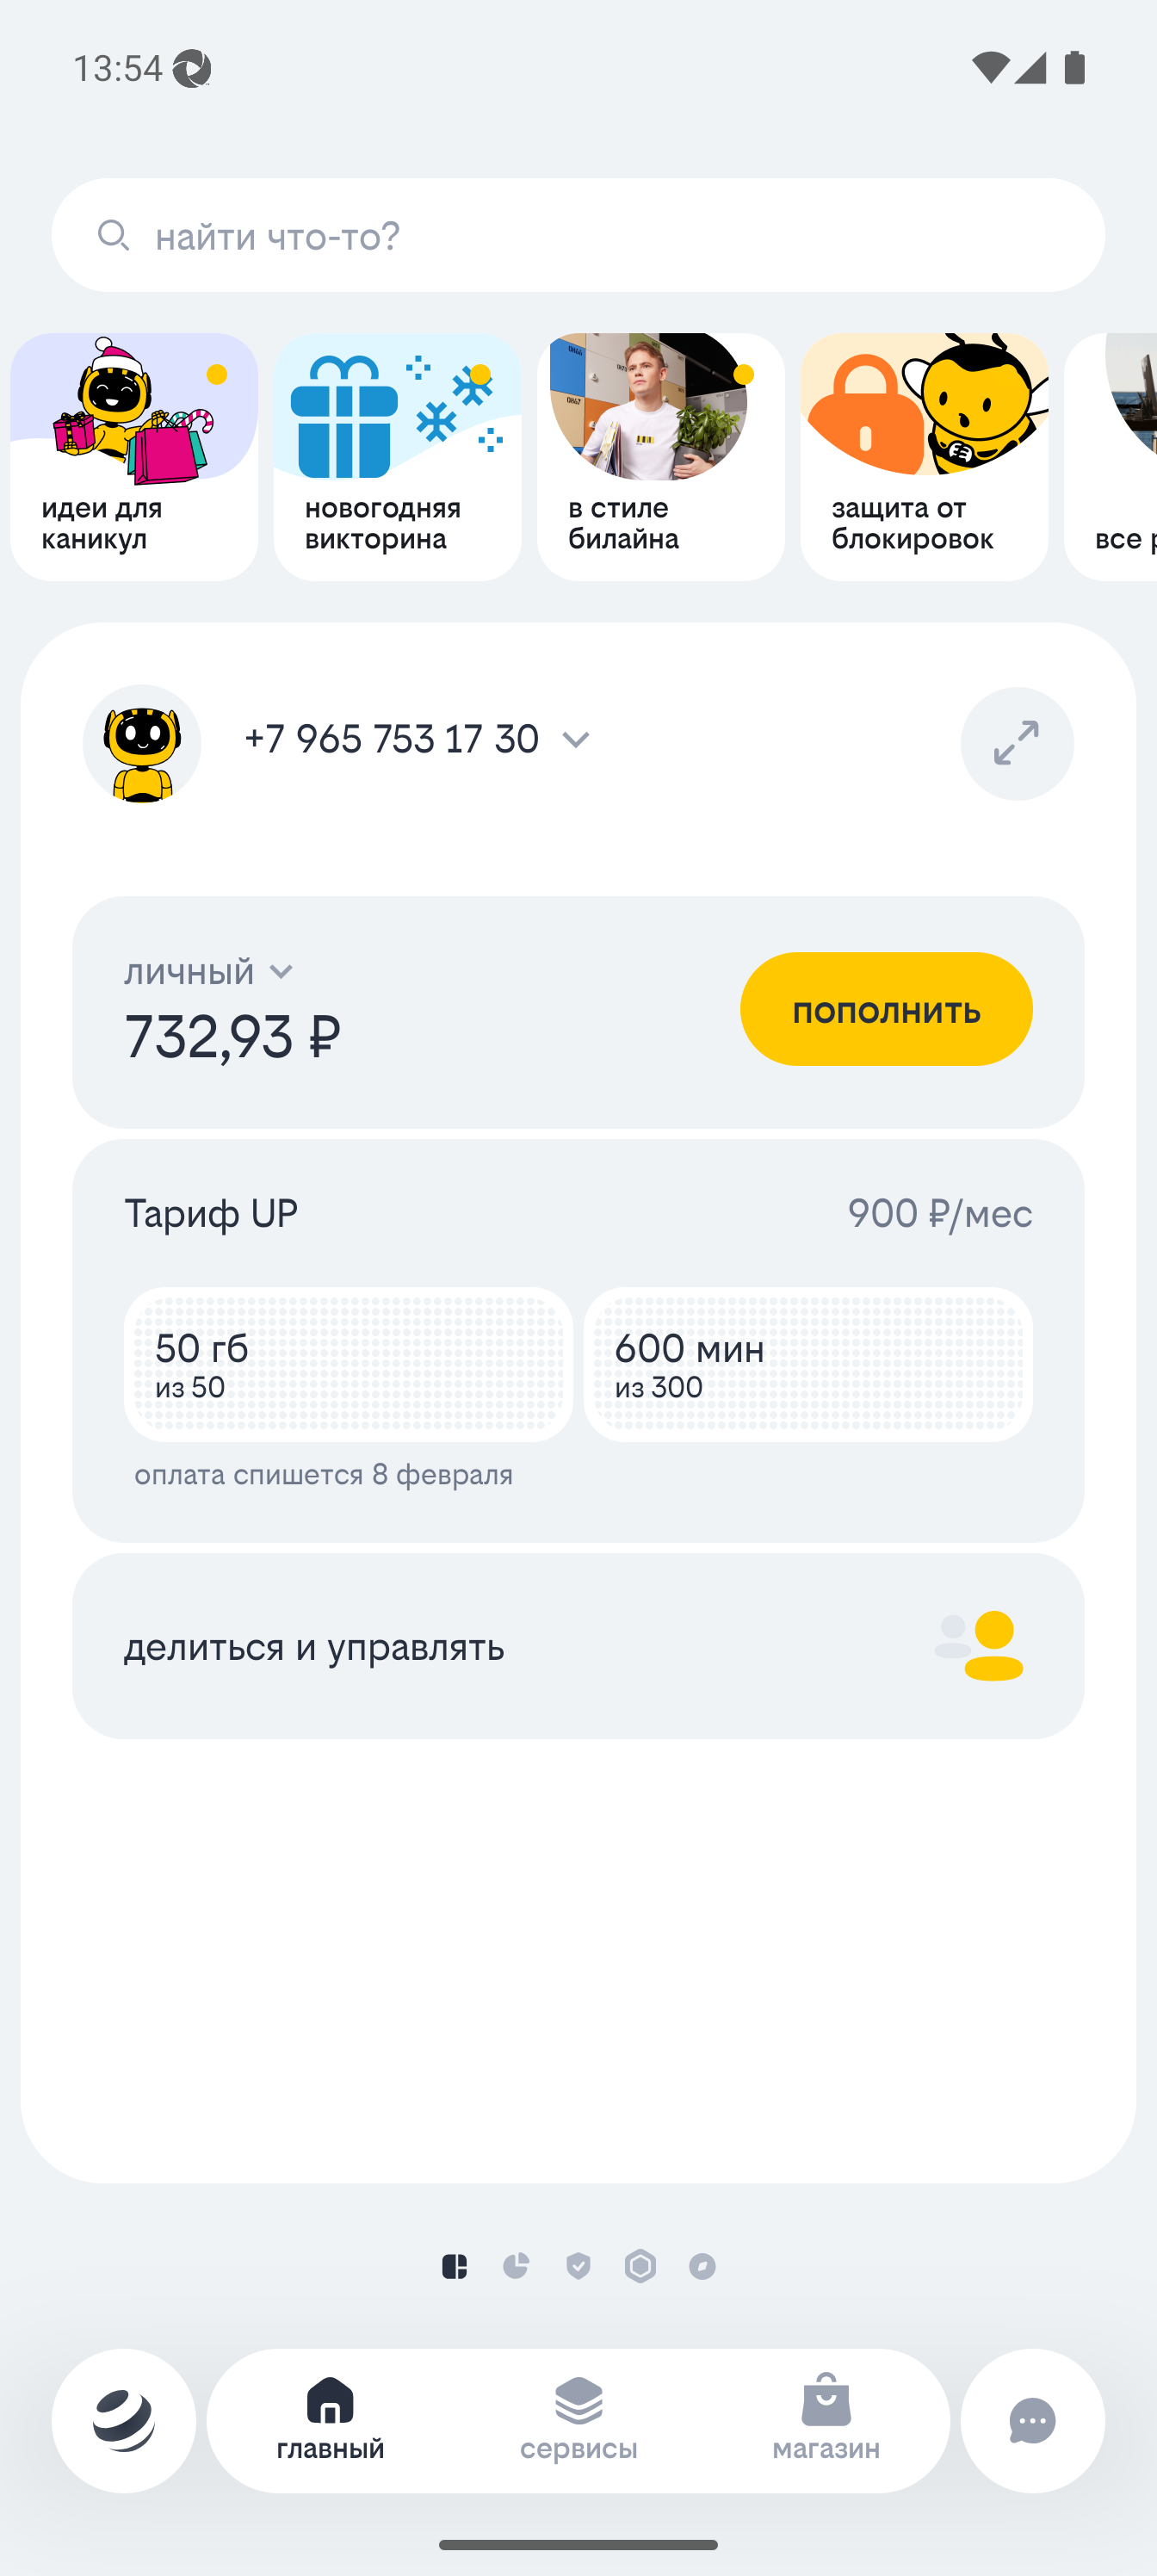 13:54
найти что-то?
идеи для
каникул
новогодняя
викторина
в стиле
билайна
защита от
блокировок
все
+7 965 753 17 30
личный
732,93 ₽
пополнить
Тариф UP
900 ₽/мес
50 гб
из 50
600 мин
из 300
оплата спишется 8 февраля
делиться и управлять
главный
сервисы
магазин